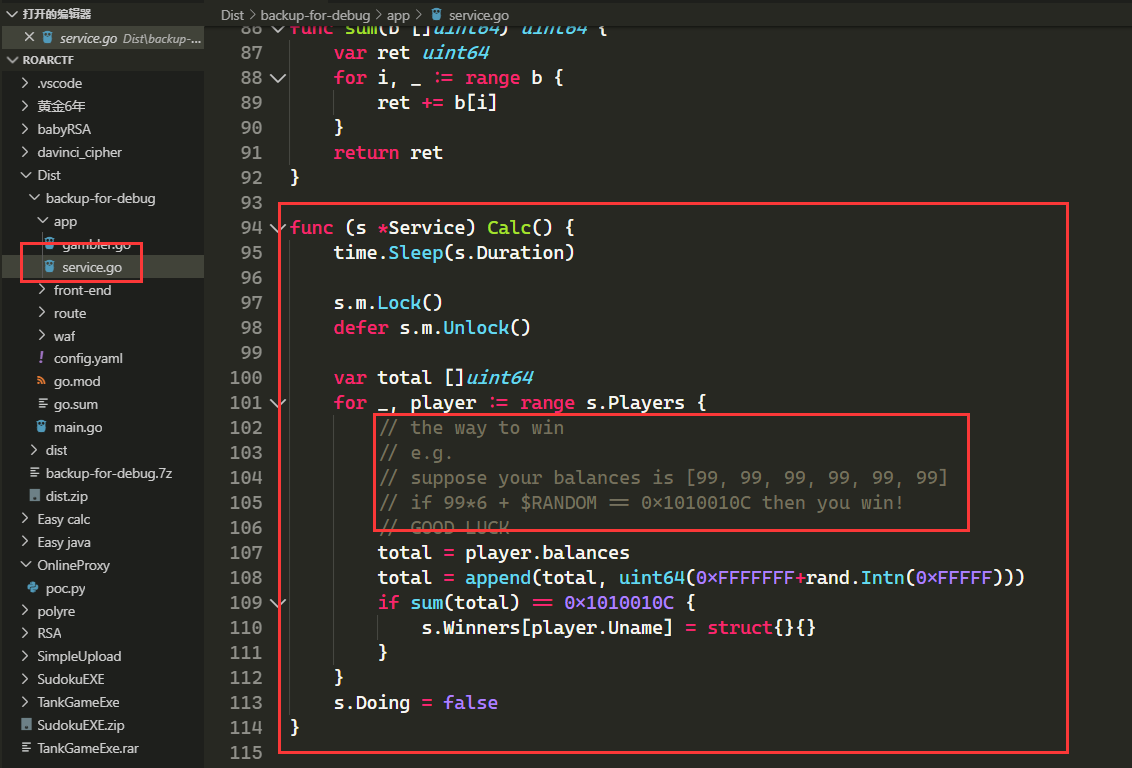 打开的编辑器
service.go Dist\backup-...
ROARCTF
.vscode
黄金6年
babyRSA
davinci_cipher
Dist
backup-for-debug
app
gambler.go
service.go
front-end
route
waf
config.yaml
go.mod
go.sum
main.go
dist
backup-for-debug.7z
dist.zip
Easy calc
Easy java
OnlineProxy
poc.py
polyre
RSA
SimpleUpload
SudokuEXE
TankGameExe
SudokuEXE.zip
TankGameExe.rar
Dist > backup-for-debug > app > service.go
86 func sum(b []uint64) uint64 {
87 var ret uint64
88 for i, _ := range b {
89 ret += b[i]
90 }
91 return ret
92 }
93
94 func (s *Service) Calc() {
95 time.Sleep(s.Duration)
96
97 s.m.Lock()
98 defer s.m.Unlock()
99
100 var total []uint64
101 for _, player := range s.Players {
102 // the way to win
103 // e.g.
104 // suppose your balances is [99, 99, 99, 99, 99, 99]
105 // if 99*6 + $RANDOM == 0x1010010C then you win!
106 // GOOD LUCK
107 total = player.balances
108 total = append(total, uint64(0xFFFFFFF+rand.Intn(0xFFFFF)))
109 if sum(total) == 0x1010010C {
110 s.Winners[player.Uname] = struct{}{}
111 }
112 }
113 s.Doing = false
114 }
115